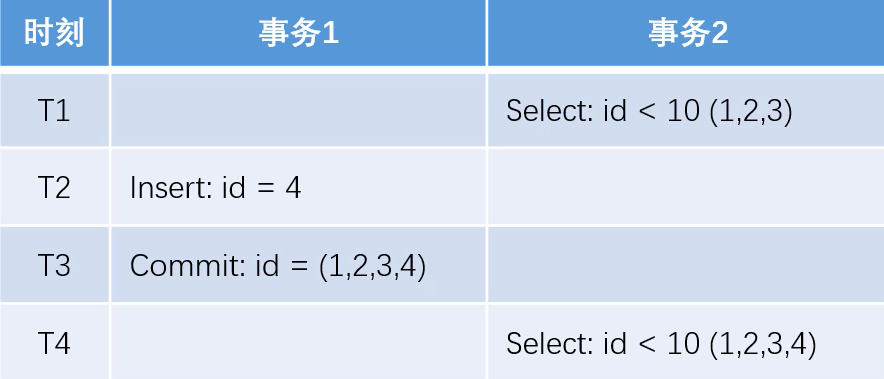 时刻 事务1 事务2
T1 Select: id < 10 (1,2,3)
T2 Insert: id = 4
T3 Commit: id = (1,2,3,4)
T4 Select: id < 10 (1,2,3,4)